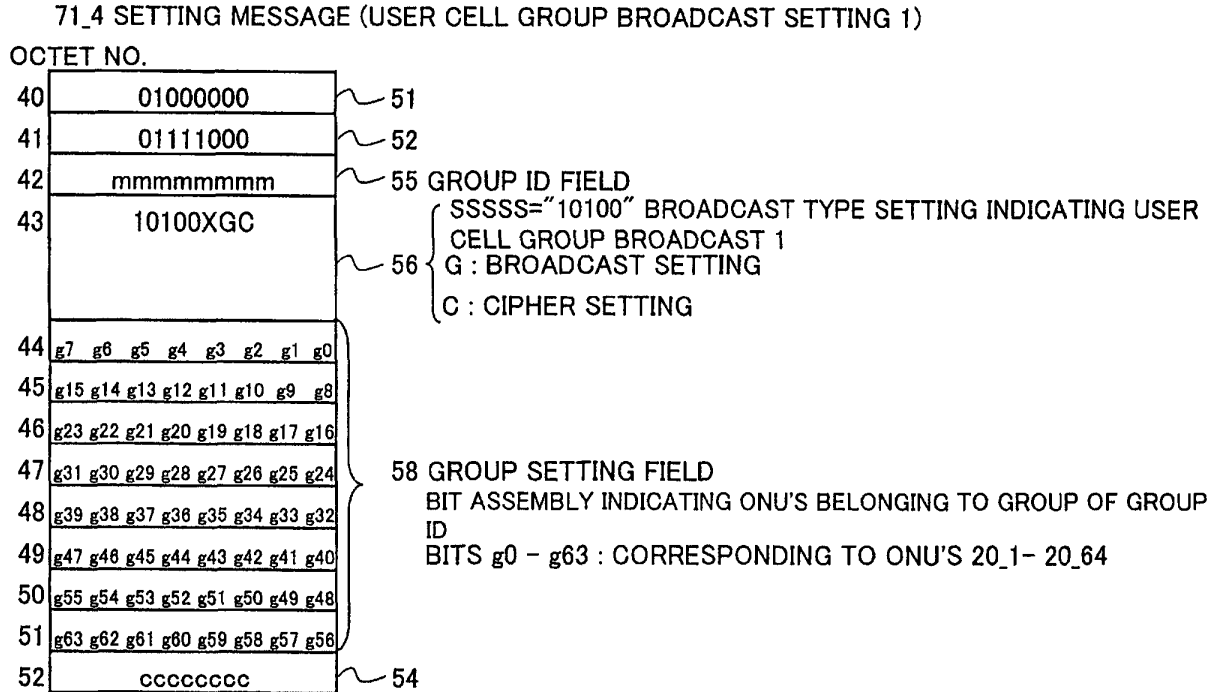 71_4 SETTING MESSAGE (USER CELL GROUP BROADCAST SETTING 1)
OCTET NO.
40 01000000 51
41 01111000 52
42 mmmmmmmm 55 GROUP ID FIELD
43 10100XGC
SSSSS="10100" BROADCAST TYPE SETTING INDICATING USER
CELL GROUP BROADCAST 1
56 G : BROADCAST SETTING
C : CIPHER SETTING
44 g7 g6 g5 g4 g3 g2 g1 g0
45 g15 g14 g13 g12 g11 g10 g9 g8
46 g23 g22 g21 g20 g19 g18 g17 g16
47 g31 g30 g29 g28 g27 g26 g25 g24
48 g39 g38 g37 g36 g35 g34 g33 g32
49 g47 g46 g45 g44 g43 g42 g41 g40
50 g55 g54 g53 g52 g51 g50 g49 g48
51 g63 g62 g61 g60 g59 g58 g57 g56
58 GROUP SETTING FIELD
BIT ASSEMBLY INDICATING ONU'S BELONGING TO GROUP OF GROUP
ID
BITS g0 - g63 : CORRESPONDING TO ONU'S 20_1- 20_64
52 cccccccc 54